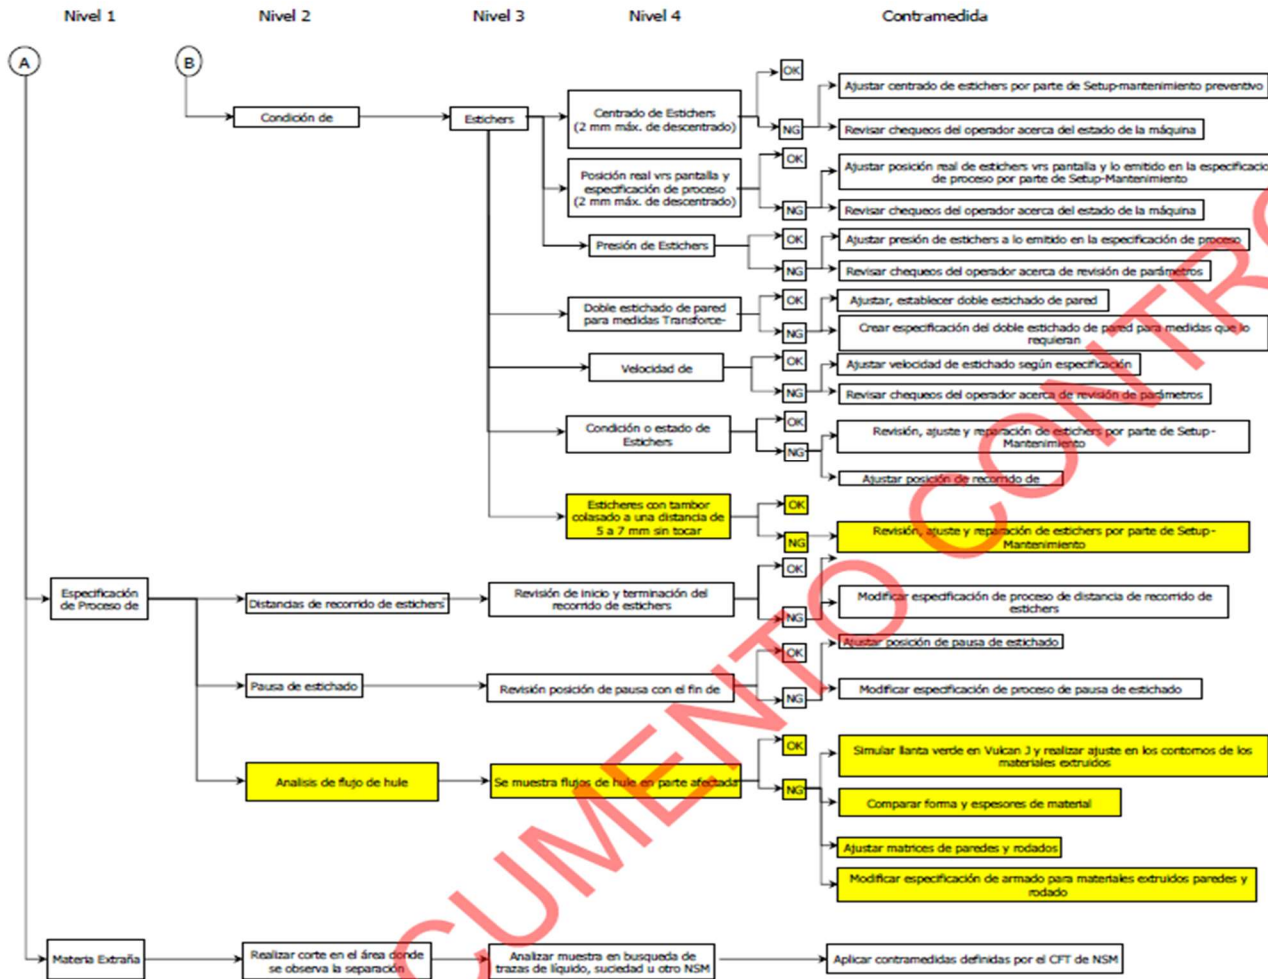 Nivel 1
Nivel 2
Nivel 3
Nivel 4
Contramedida
A
B
Condición de
Estichers
Centrado de Estichers
(2 mm máx. de descentrado)
OK
NG
Ajustar centrado de estichers por parte de Setup-mantenimiento preventivo
Revisar chequeos del operador acerca del estado de la máquina
Posición real vrs pantalla y
especificación de proceso
(2 mm máx. de descentrado)
OK
NG
Ajustar posición real de estichers vrs pantalla y lo emitido en la especificacio
de proceso por parte de Setup-Mantenimiento
Revisar chequeos del operador acerca del estado de la máquina
Presión de Estichers
OK
NG
Ajustar presión de estichers a lo emitido en la especificación de proceso
Revisar chequeos del operador acerca de revisión de parámetros
Doble estichado de pared
para medidas Transforce-
OK
NG
Ajustar, establecer doble estichado de pared
Crear especificación del doble estichado de pared para medidas que lo
requieran
Velocidad de
OK
NG
Ajustar velocidad de estichado según especificación
Revisar chequeos del operador acerca de revisión de parámetros
Condición o estado de
Estichers
OK
NG
Revisión, ajuste y reparación de estichers por parte de Setup-
Mantenimiento
Ajustar posición de recorrido de
Esticheres con tambor
colasado a una distancia de
5 a 7 mm sin tocar
OK
NG
Revisión, ajuste y reparación de estichers por parte de Setup-
Mantenimiento
Especificación
de Proceso de
Distancias de recorrido de estichers
Revisión de inicio y terminación del
recorrido de estichers
OK
NG
Modificar especificación de proceso de distancia de recorrido de
estichers
Pausa de estichado
Revisión posición de pausa con el fin de
OK
NG
Ajustar posición de pausa de estichado
Modificar especificación de proceso de pausa de estichado
Analisis de flujo de hule
Se muestra flujos de hule en parte afectada
OK
NG
Simular llanta verde en Vulcan J y realizar ajuste en los contornos de los
materiales extruidos
Comparar forma y espesores de material
Ajustar matrices de paredes y rodados
Modificar especificación de armado para materiales extruidos paredes y
rodado
Materia Extraña
Realizar corte en el área donde
se observa la separación
Analizar muestra en busqueda de
trazas de líquido, suciedad u otro NSM
Aplicar contramedidas definidas por el CFT de NSM
CUMENTO CONTRO